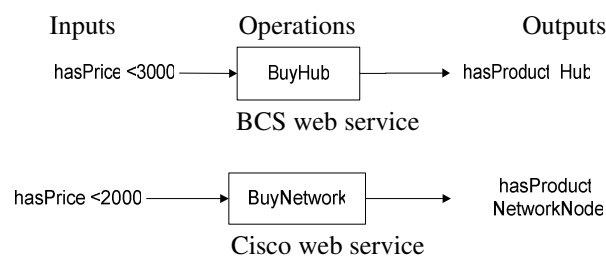 Inputs Operations Outputs
hasPrice <3000 BuyHub hasProduct Hub
BCS web service
hasPrice <2000 BuyNetwork hasProduct
NetworkNode
Cisco web service